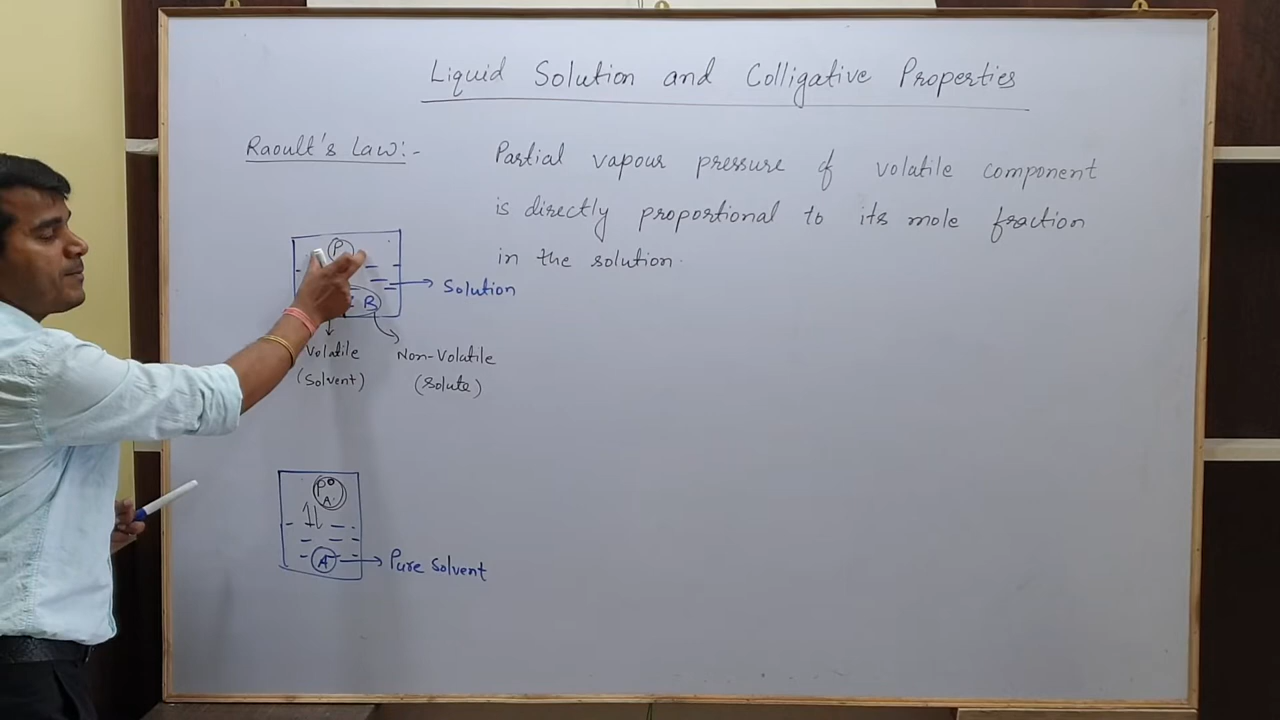 Liquid Solution and Colligative Properties
Raoult's Law:-
Partial vapour pressure of volatile component
is directly proportional to its mole fraction
in the solution.
P
B
Solution
Volatile
(Solvent)
Non-Volatile
(Solute)
P°A
A
Pure Solvent